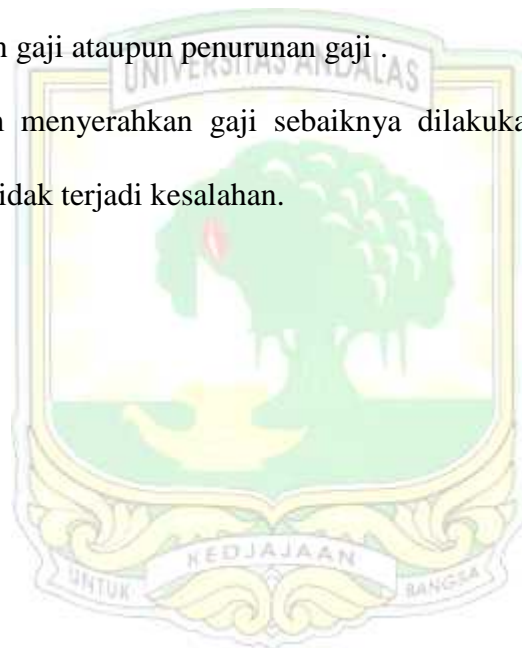 n gaji ataupun penurunan gaji .
UNIVERSITAS ANDALAS
n menyerahkan gaji sebaiknya dilakuka
idak terjadi kesalahan.
KEDJAJAAN
UNTUK BANGSA